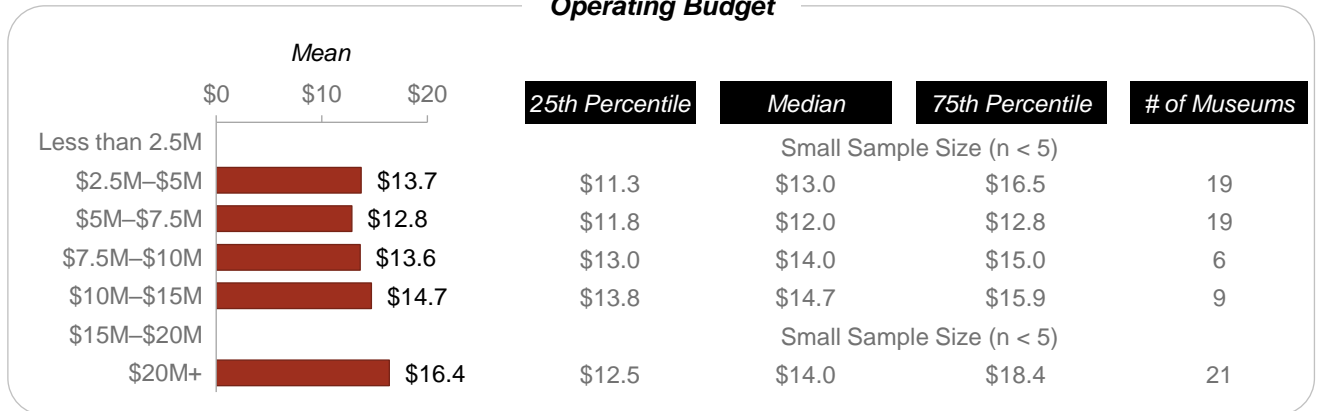 Operating Budget
Mean
$0 $10 $20
25th Percentile Median 75th Percentile # of Museums
Less than 2.5M Small Sample Size (n < 5)
$2.5M–$5M $13.7 $11.3 $13.0 $16.5 19
$5M–$7.5M $12.8 $11.8 $12.0 $12.8 19
$7.5M–$10M $13.6 $13.0 $14.0 $15.0 6
$10M–$15M $14.7 $13.8 $14.7 $15.9 9
$15M–$20M Small Sample Size (n < 5)
$20M+ $16.4 $12.5 $14.0 $18.4 21